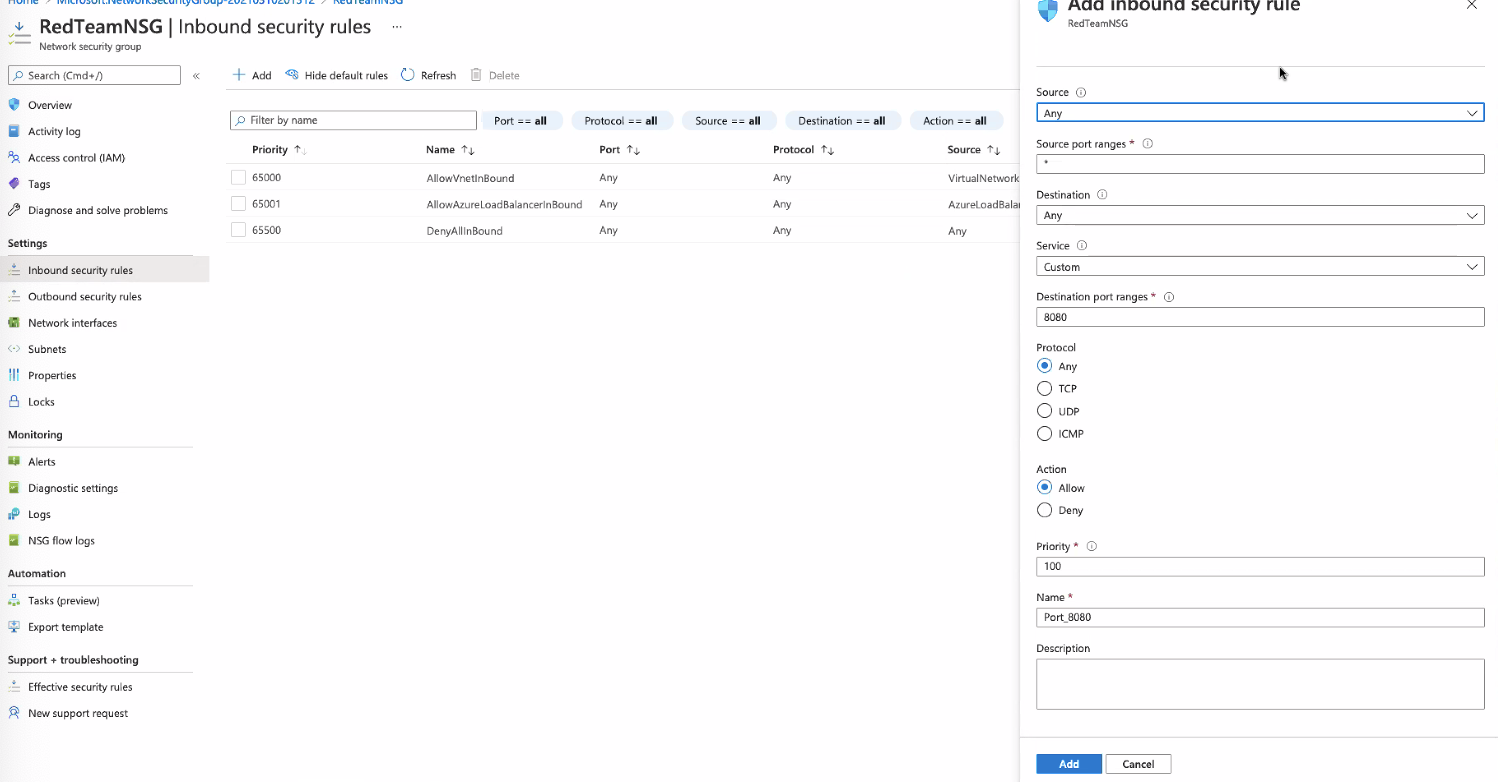 Home > Microsoft.NetworkSecurityGroup-20210310201312 > RedTeamNSG
RedTeamNSG | Inbound security rules ...
Network security group
Search (Cmd+/) «
Overview
Activity log
Access control (IAM)
Tags
Diagnose and solve problems
Settings
Inbound security rules
Outbound security rules
Network interfaces
Subnets
Properties
Locks
Monitoring
Alerts
Diagnostic settings
Logs
NSG flow logs
Automation
Tasks (preview)
Export template
Support + troubleshooting
Effective security rules
New support request
Add Hide default rules Refresh Delete
Filter by name Port == all Protocol == all Source == all Destination == all Action == all
Priority Name Port Protocol Source
65000 AllowVnetInBound Any Any VirtualNetwork
65001 AllowAzureLoadBalancerInBound Any Any AzureLoadBala
65500 DenyAllInBound Any Any Any
Add inbound security rule
RedTeamNSG
Source
Any
Source port ranges *
*
Destination
Any
Service
Custom
Destination port ranges *
8080
Protocol
Any
TCP
UDP
ICMP
Action
Allow
Deny
Priority *
100
Name *
Port_8080
Description
Add Cancel